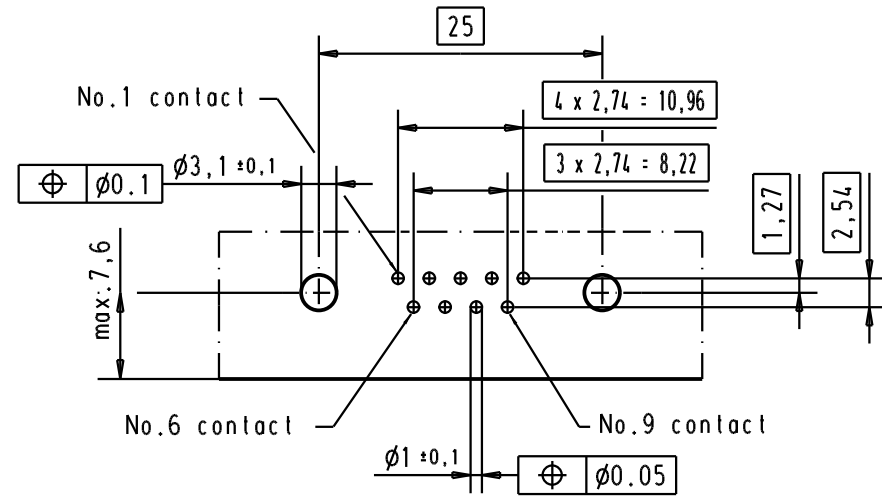 25
No.1 contact
4 x 2,74 = 10,96
3 x 2,74 = 8,22
⌖ ø0.1
ø3,1 ±0,1
1,27
2,54
max:7,6
No.6 contact
No.9 contact
ø1 ±0,1
⌖ ø0.05